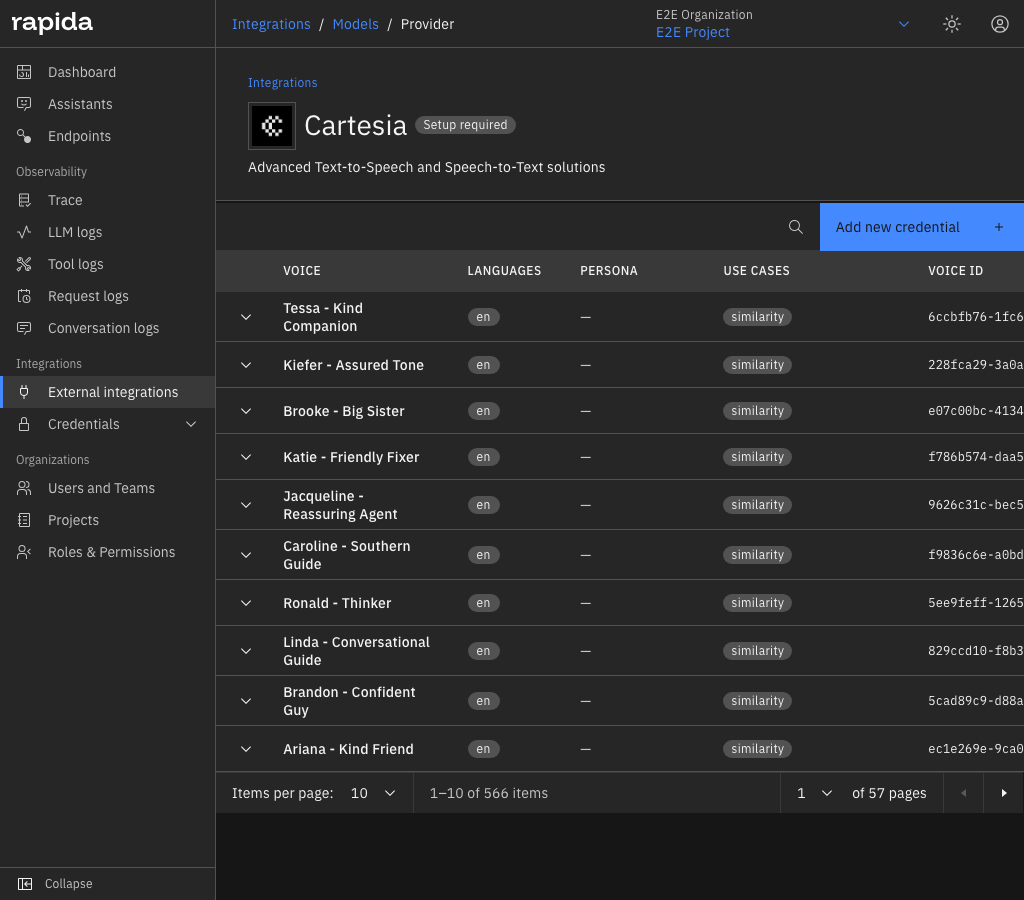 rapida
Integrations / Models / Provider
E2E Organization
E2E Project
Dashboard
Assistants
Endpoints
Observability
Trace
LLM logs
Tool logs
Request logs
Conversation logs
Integrations
External integrations
Credentials
Organizations
Users and Teams
Projects
Roles & Permissions
Collapse
Integrations
Cartesia Setup required
Advanced Text-to-Speech and Speech-to-Text solutions
Add new credential +
VOICE LANGUAGES PERSONA USE CASES VOICE ID
Tessa - Kind
Companion
en — similarity 6ccbfb76-1fc6
Kiefer - Assured Tone en — similarity 228fca29-3a0a
Brooke - Big Sister en — similarity e07c00bc-4134
Katie - Friendly Fixer en — similarity f786b574-daa5
Jacqueline -
Reassuring Agent
en — similarity 9626c31c-bec5
Caroline - Southern
Guide
en — similarity f9836c6e-a0bd
Ronald - Thinker en — similarity 5ee9feff-1265
Linda - Conversational
Guide
en — similarity 829ccd10-f8b3
Brandon - Confident
Guy
en — similarity 5cad89c9-d88a
Ariana - Kind Friend en — similarity ec1e269e-9ca0
Items per page: 10 1–10 of 566 items 1 of 57 pages